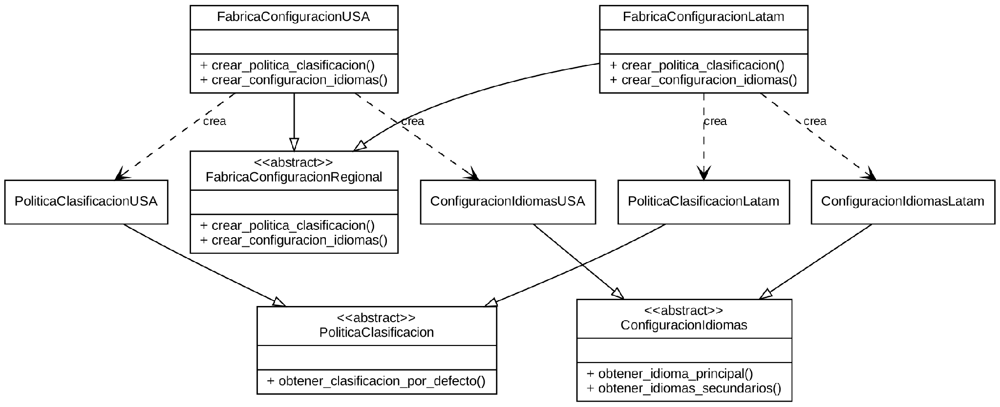 FabricaConfiguracionUSA
+ crear_politica_clasificacion()
+ crear_configuracion_idiomas()
FabricaConfiguracionLatam
+ crear_politica_clasificacion()
+ crear_configuracion_idiomas()
crea
crea
crea
crea
PoliticaClasificacionUSA
<<abstract>>
FabricaConfiguracionRegional
+ crear_politica_clasificacion()
+ crear_configuracion_idiomas()
ConfiguracionIdiomasUSA
PoliticaClasificacionLatam
ConfiguracionIdiomasLatam
<<abstract>>
PoliticaClasificacion
+ obtener_clasificacion_por_defecto()
<<abstract>>
ConfiguracionIdiomas
+ obtener_idioma_principal()
+ obtener_idiomas_secundarios()